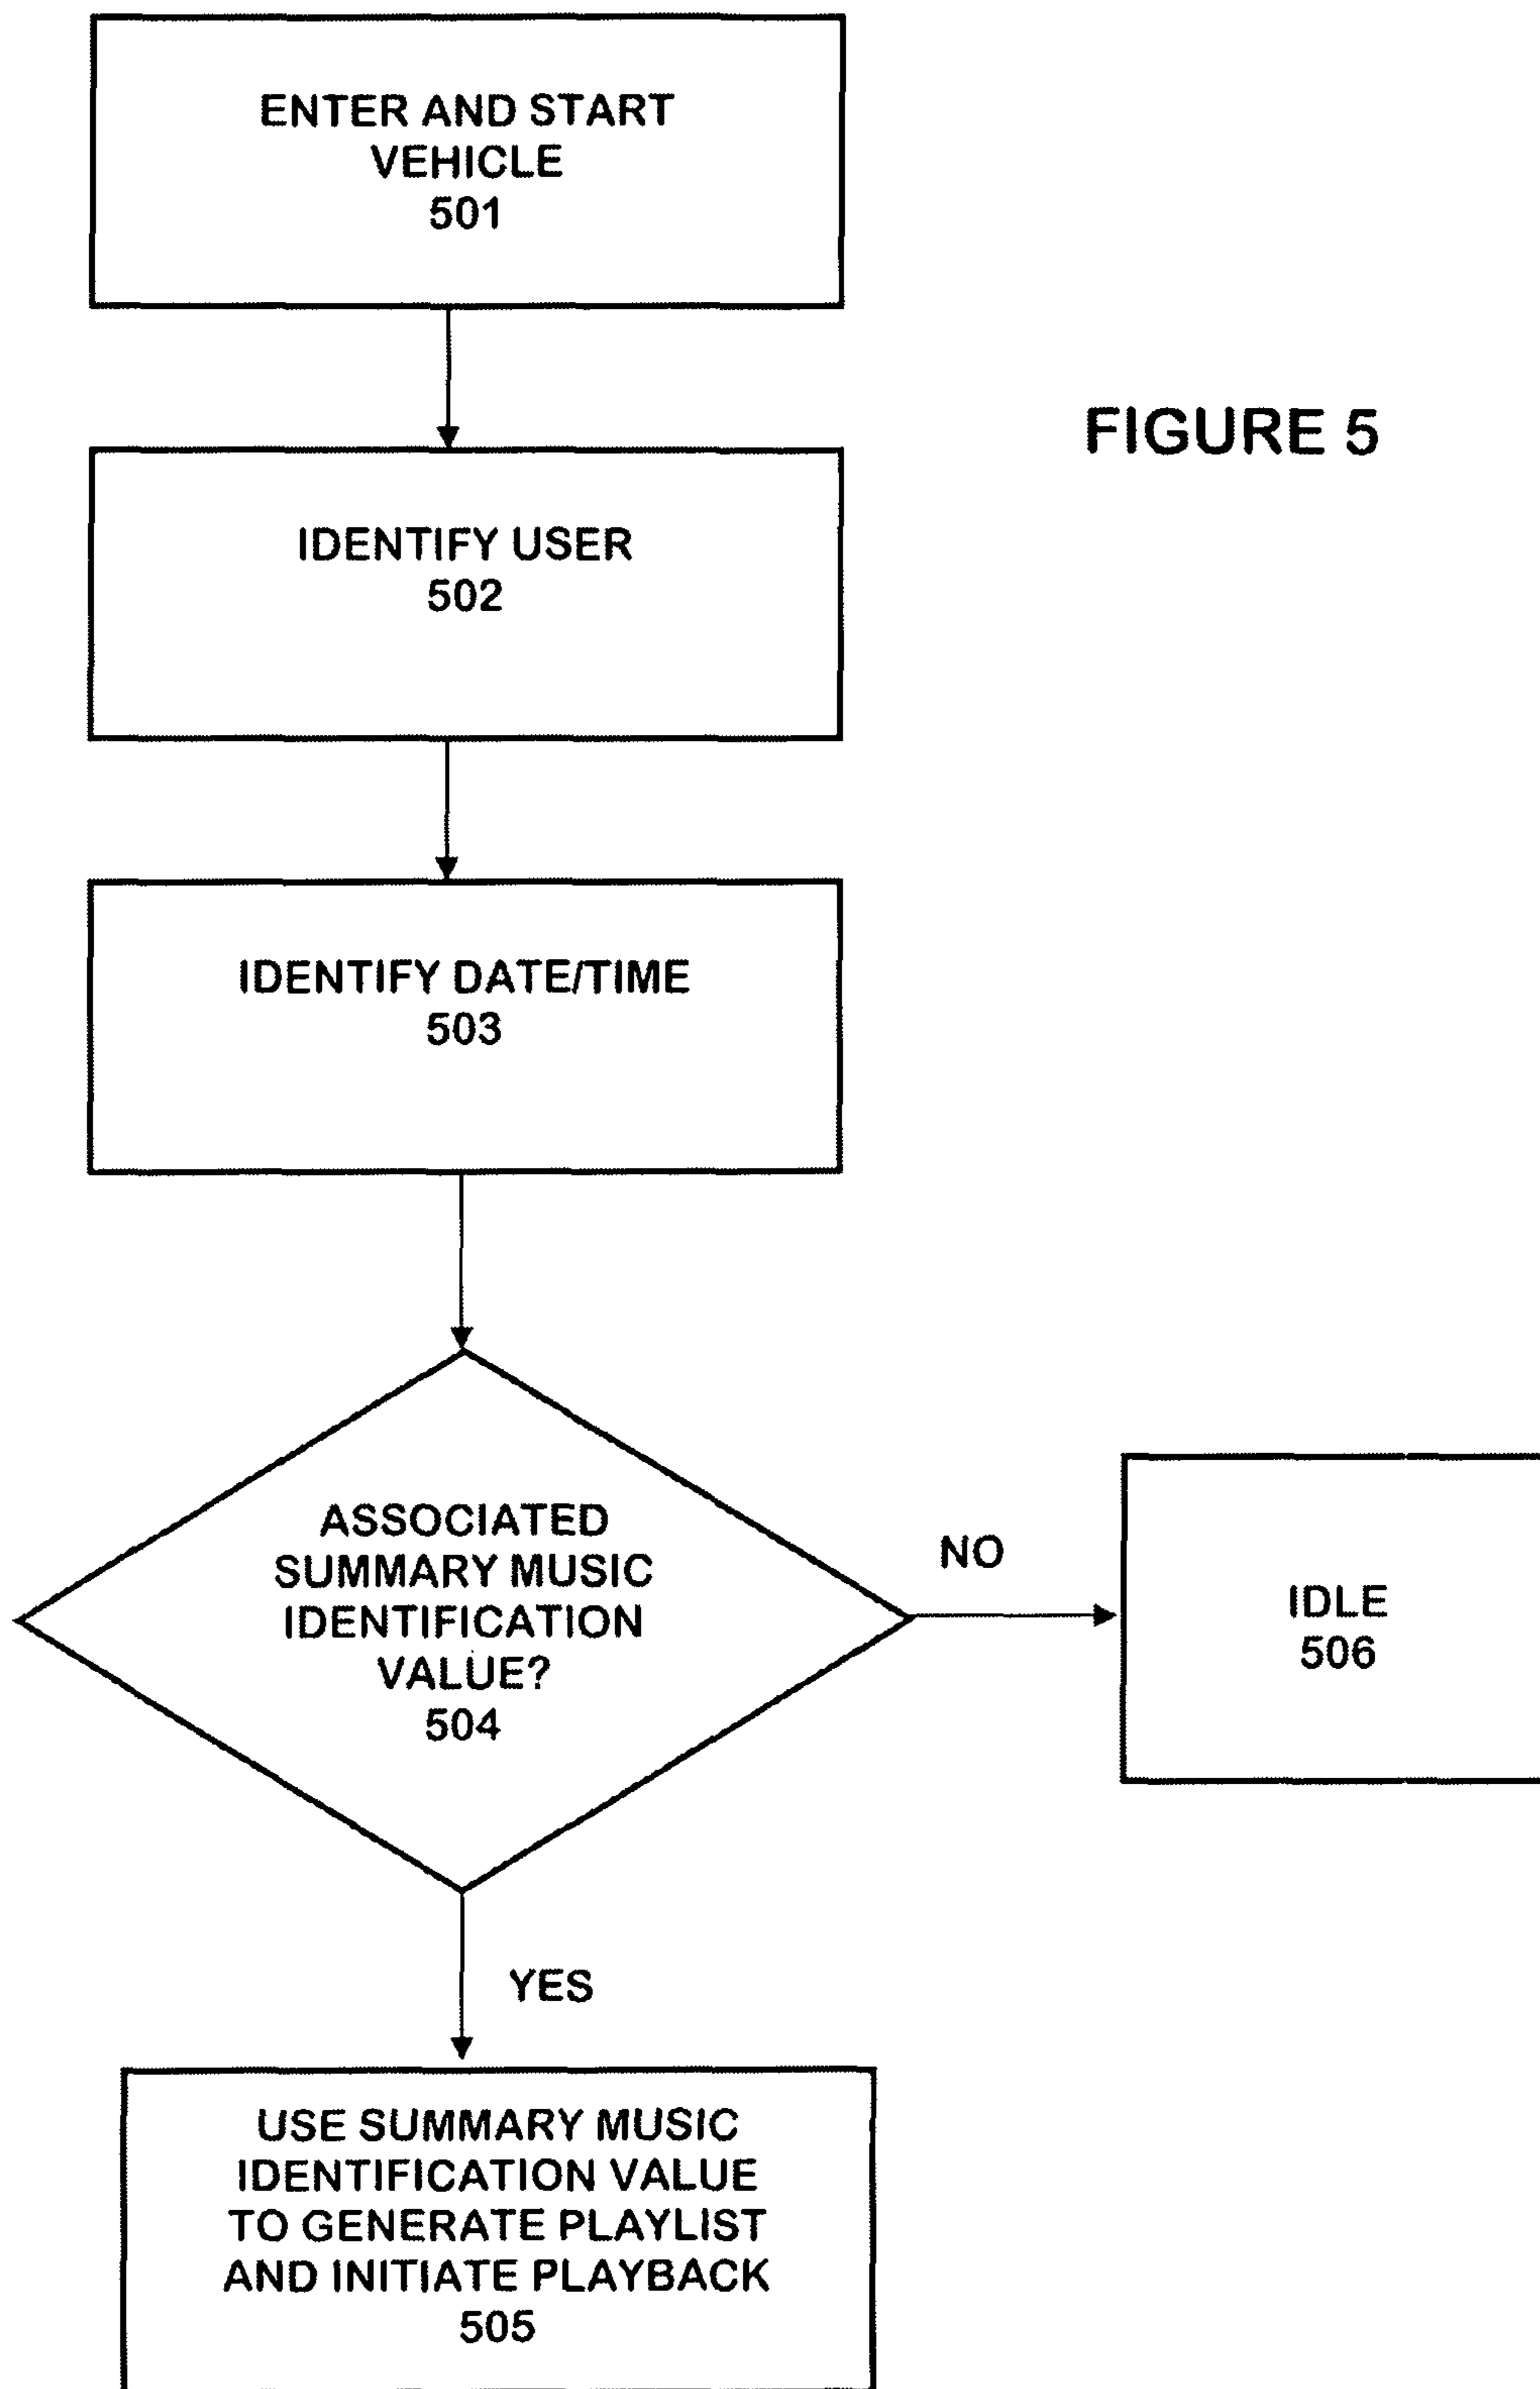 ENTER AND START
VEHICLE
501
FIGURE 5
IDENTIFY USER
502
IDENTIFY DATE/TIME
503
ASSOCIATED
SUMMARY MUSIC
IDENTIFICATION
VALUE?
504
NO
IDLE
506
YES
USE SUMMARY MUSIC
IDENTIFICATION VALUE
TO GENERATE PLAYLIST
AND INITIATE PLAYBACK
505